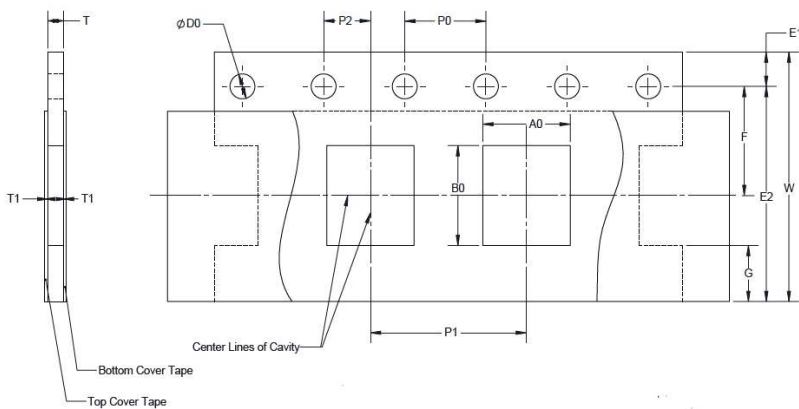 T
P2
P0
E1
ϕD0
A0
F
B0
W
T1
T1
E2
G
P1
Center Lines of Cavity
Bottom Cover Tape
Top Cover Tape